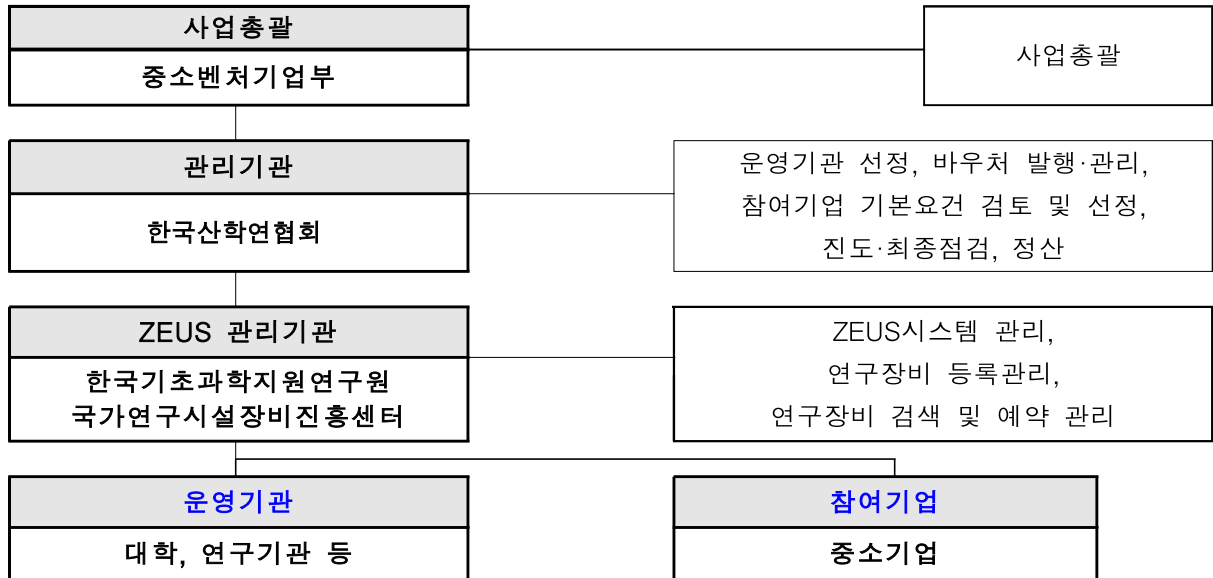 사업총괄
중소벤처기업부
사업총괄
관리기관
한국산학연협회
운영기관 선정, 바우처 발행·관리,
참여기업 기본요건 검토 및 선정,
진도·최종점검, 정산
ZEUS 관리기관
한국기초과학지원연구원
국가연구시설장비진흥센터
ZEUS시스템 관리,
연구장비 등록관리,
연구장비 검색 및 예약 관리
운영기관
대학, 연구기관 등
참여기업
중소기업